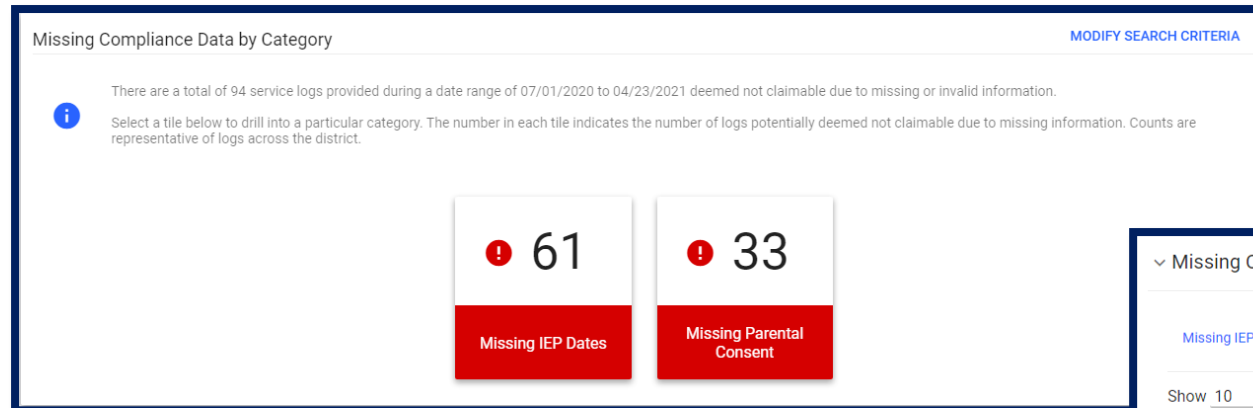 Missing Compliance Data by Category
MODIFY SEARCH CRITERIA
There are a total of 94 service logs provided during a date range of 07/01/2020 to 04/23/2021 deemed not claimable due to missing or invalid information.
Select a tile below to drill into a particular category. The number in each tile indicates the number of logs potentially deemed not claimable due to missing information. Counts are
representative of logs across the district.
61
Missing IEP Dates
33
Missing Parental
Consent
Missing
Missing IEP
Show 10